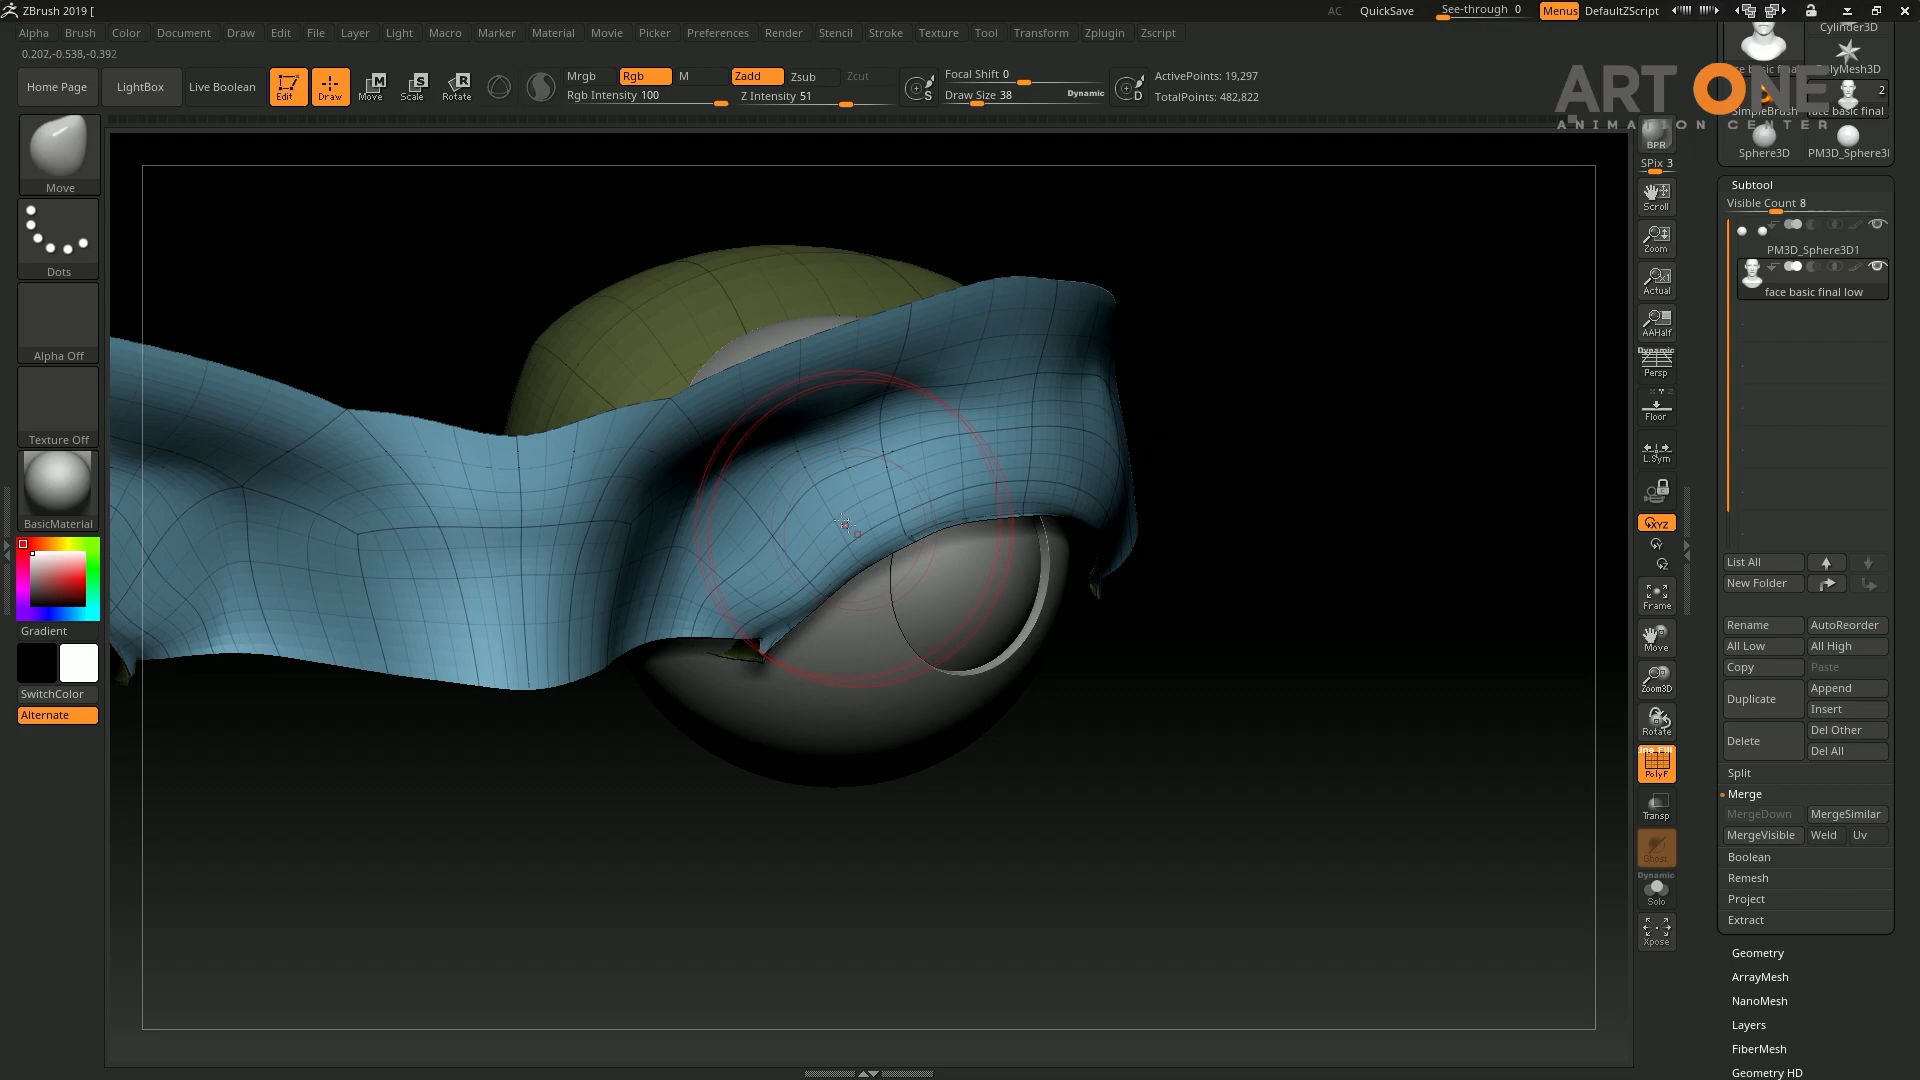 ZBrush 2019 [
AC QuickSave See-through 0 Menus DefaultZScript
Alpha Brush Color Document Draw Edit File Layer Light Macro Marker Material Movie Picker Preferences Render Stencil Stroke Texture Tool Transform Zplugin Zscript
0.202,-0.538,-0.392
Home Page LightBox Live Boolean Edit Draw Move Scale Rotate
Mrgb Rgb M Zadd Zsub Zcut
Rgb Intensity 100 Z Intensity 51
Focal Shift 0
Draw Size 38 Dynamic
S D
ActivePoints: 19,297
TotalPoints: 482,822
ART ONE
ANIMATION CENTER
Move
Dots
Alpha Off
Texture Off
BasicMaterial
Gradient
SwitchColor
Alternate
BPR
SPix 3
Scroll
Zoom
Actual
AAHalf
Dynamic
Persp
Floor
L.Sym
XYZ
Frame
Move
Zoom3D
Rotate
Line Fill
PolyF
Transp
Ghost
Dynamic
Solo
Xpose
Cylinder3D
PolyMesh3D
2
SimpleBrush face basic final
Sphere3D PM3D_Sphere3
Subtool
Visible Count 8
PM3D_Sphere3D1
face basic final low
List All
New Folder
Rename AutoReorder
All Low All High
Copy Paste
Duplicate Append
Insert
Delete Del Other
Del All
Split
Merge
MergeDown MergeSimilar
MergeVisible Weld Uv
Boolean
Remesh
Project
Extract
Geometry
ArrayMesh
NanoMesh
Layers
FiberMesh
Geometry HD